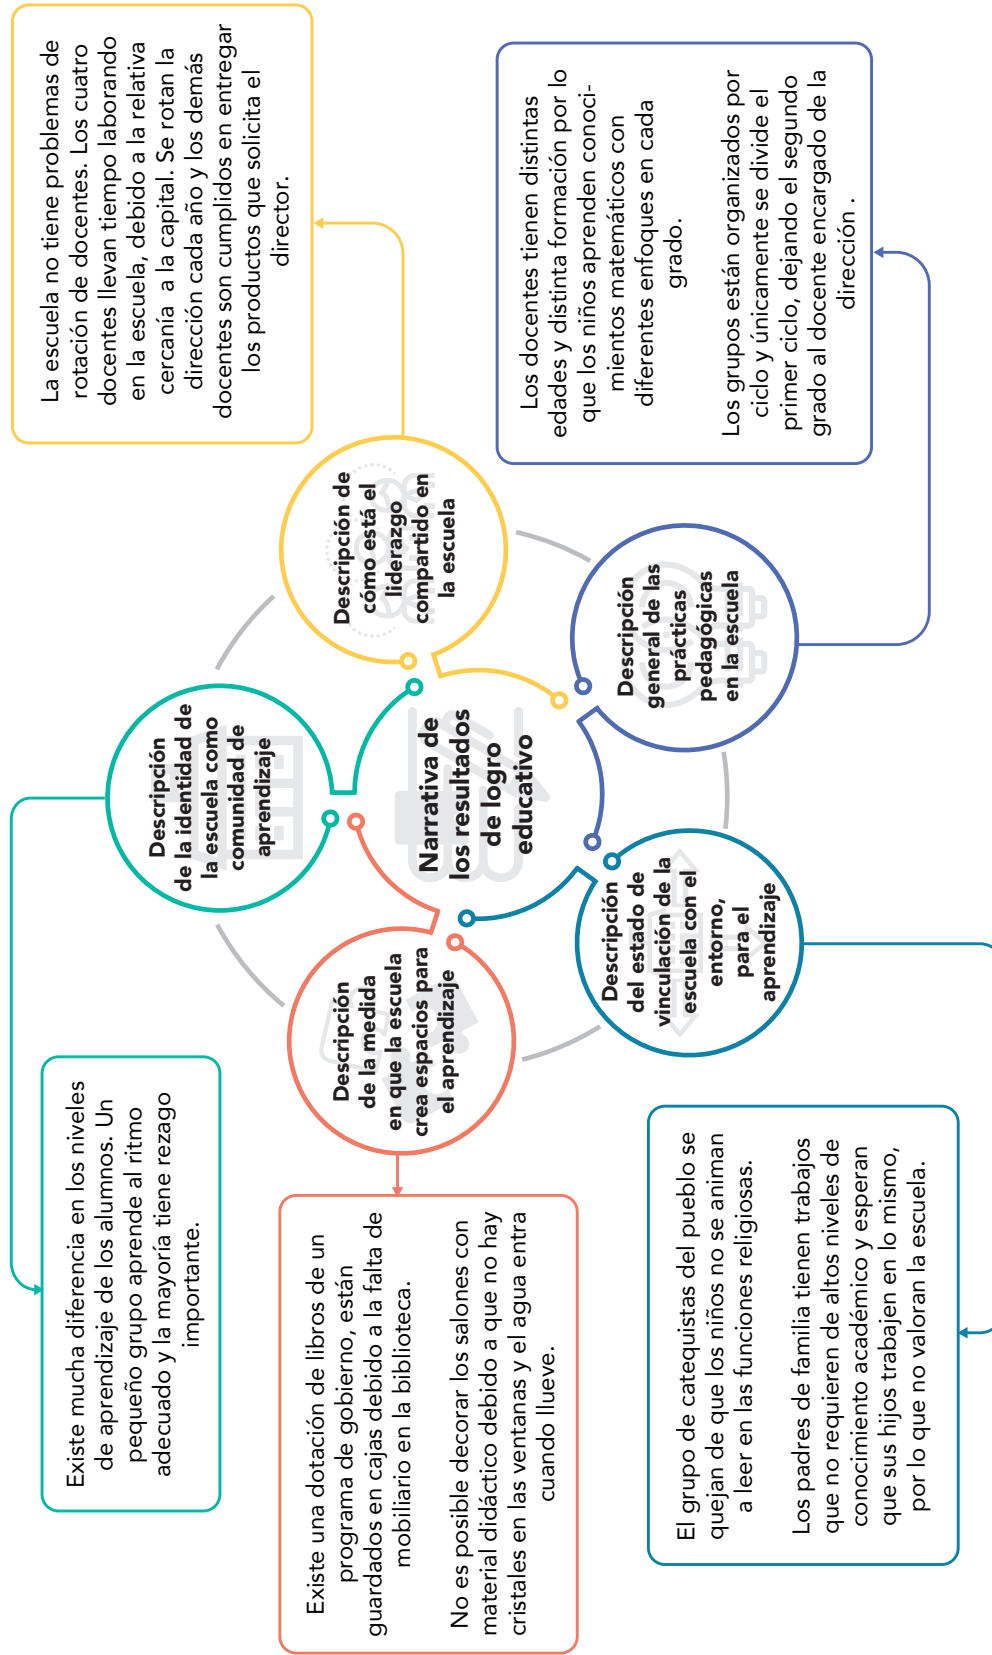 Existe mucha diferencia en los niveles
de aprendizaje de los alumnos. Un
pequeño grupo aprende al ritmo
adecuado y la mayoría tiene rezago
importante.
Descripción
de la identidad de
la escuela como
comunidad de
aprendizaje
La escuela no tiene problemas de
rotación de docentes. Los cuatro
docentes llevan tiempo laborando
en la escuela, debido a la relativa
cercanía a la capital. Se rotan la
dirección cada año y los demás
docentes son cumplidos en entregar
los productos que solicita el
director.
Descripción de
cómo está el
liderazgo
compartido en
la escuela
Existe una dotación de libros de un
programa de gobierno, están
guardados en cajas debido a la falta de
mobiliario en la biblioteca.
No es posible decorar los salones con
material didáctico debido a que no hay
cristales en las ventanas y el agua entra
cuando llueve.
Descripción
de la medida
en que la escuela
crea espacios para
el aprendizaje
Narrativa de
los resultados
de logro
educativo
Los docentes tienen distintas
edades y distinta formación por lo
que los niños aprenden conoci-
mientos matemáticos con
diferentes enfoques en cada
grado.
Los grupos están organizados por
ciclo y únicamente se divide el
primer ciclo, dejando el segundo
grado al docente encargado de la
dirección .
Descripción
general de las
prácticas
pedagógicas
en la escuela
El grupo de catequistas del pueblo se
quejan de que los niños no se animan
a leer en las funciones religiosas.
Los padres de familia tienen trabajos
que no requieren de altos niveles de
conocimiento académico y esperan
que sus hijos trabajen en lo mismo,
por lo que no valoran la escuela.
Descripción
del estado de
vinculación de la
escuela con el
entorno,
para el
aprendizaje